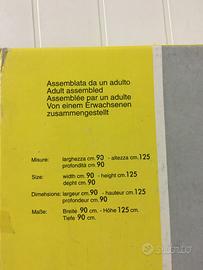 Assemblata da un adulto
Adult assembled
Assemblée par un adulte
Von einem Erwachsenen
zusammengestellt
Misure: larghezza cm.90 - altezza cm.125
profondità cm.90
Size: width cm.90 - height cm.125
depht cm.90
Dimensions: largeur cm.90 - hauteur cm.125
profondeur cm.90
Maße: Breite 90 cm. - Höhe 125 cm.
Tiefe 90 cm.
subito